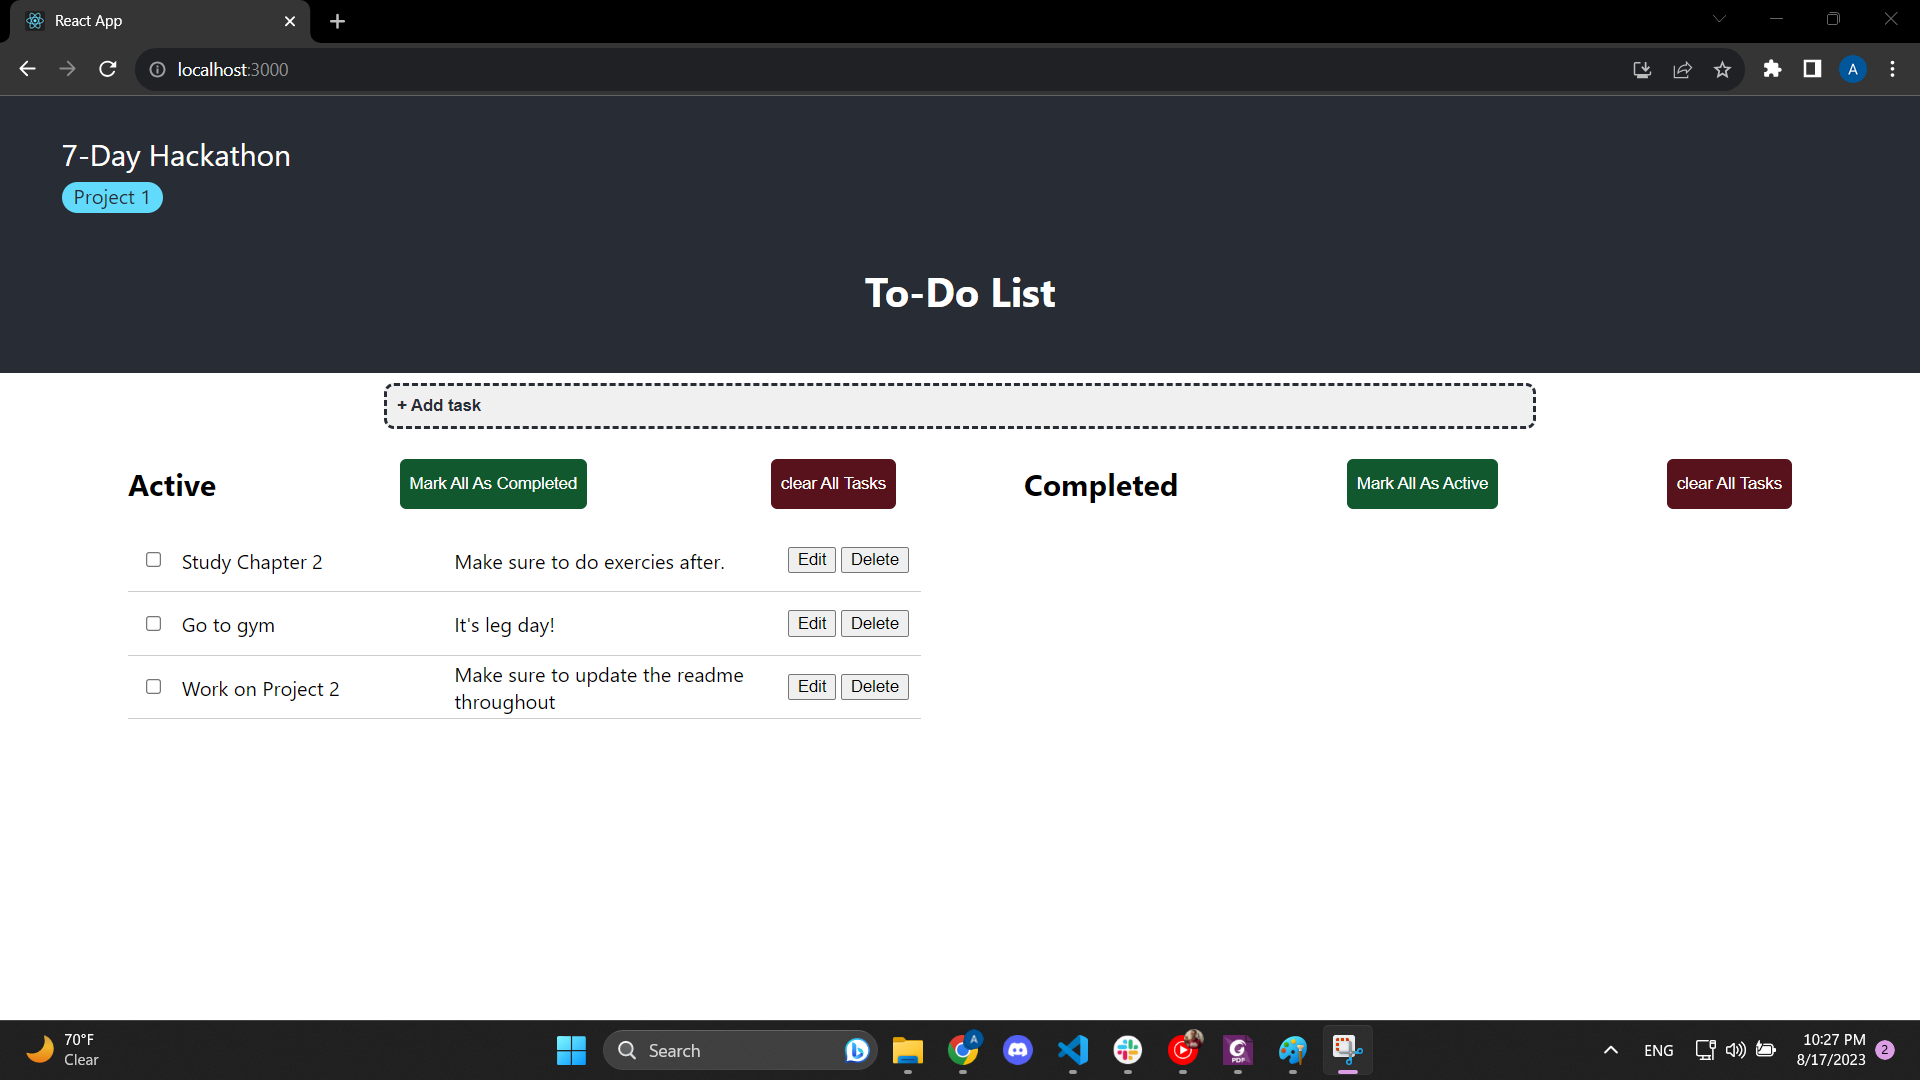 React App
localhost:3000
A
7-Day Hackathon
Project 1
To-Do List
+ Add task
Active
Mark All As Completed
clear All Tasks
Completed
Mark All As Active
clear All Tasks
Study Chapter 2
Make sure to do exercies after.
Edit
Delete
Go to gym
It's leg day!
Edit
Delete
Work on Project 2
Make sure to update the readme
throughout
Edit
Delete
70°F
Clear
Search
A
PDF
ENG
10:27 PM
8/17/2023
2